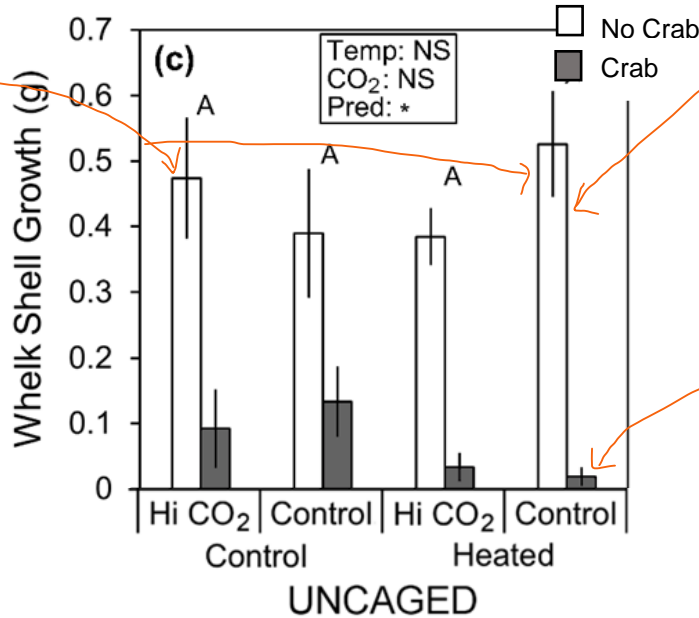 No Crab
Crab
(c)
Temp: NS
CO₂: NS
Pred: *
Whelk Shell Growth (g)
0.7
0.6
0.5
0.4
0.3
0.2
0.1
0
A
A
A
Hi CO₂ Control Hi CO₂ Control
Control Heated
UNCAGED